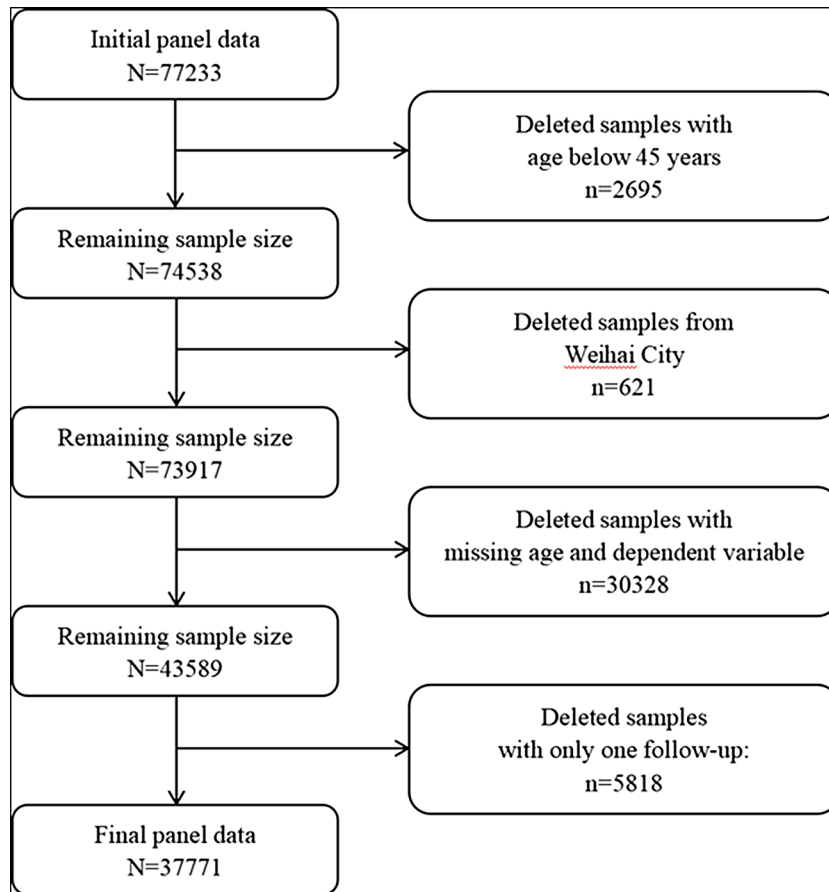 Initial panel data
N=77233
Deleted samples with
age below 45 years
n=2695
Remaining sample size
N=74538
Deleted samples from
Weihai City
n=621
Remaining sample size
N=73917
Deleted samples with
missing age and dependent variable
n=30328
Remaining sample size
N=43589
Deleted samples
with only one follow-up:
n=5818
Final panel data
N=37771